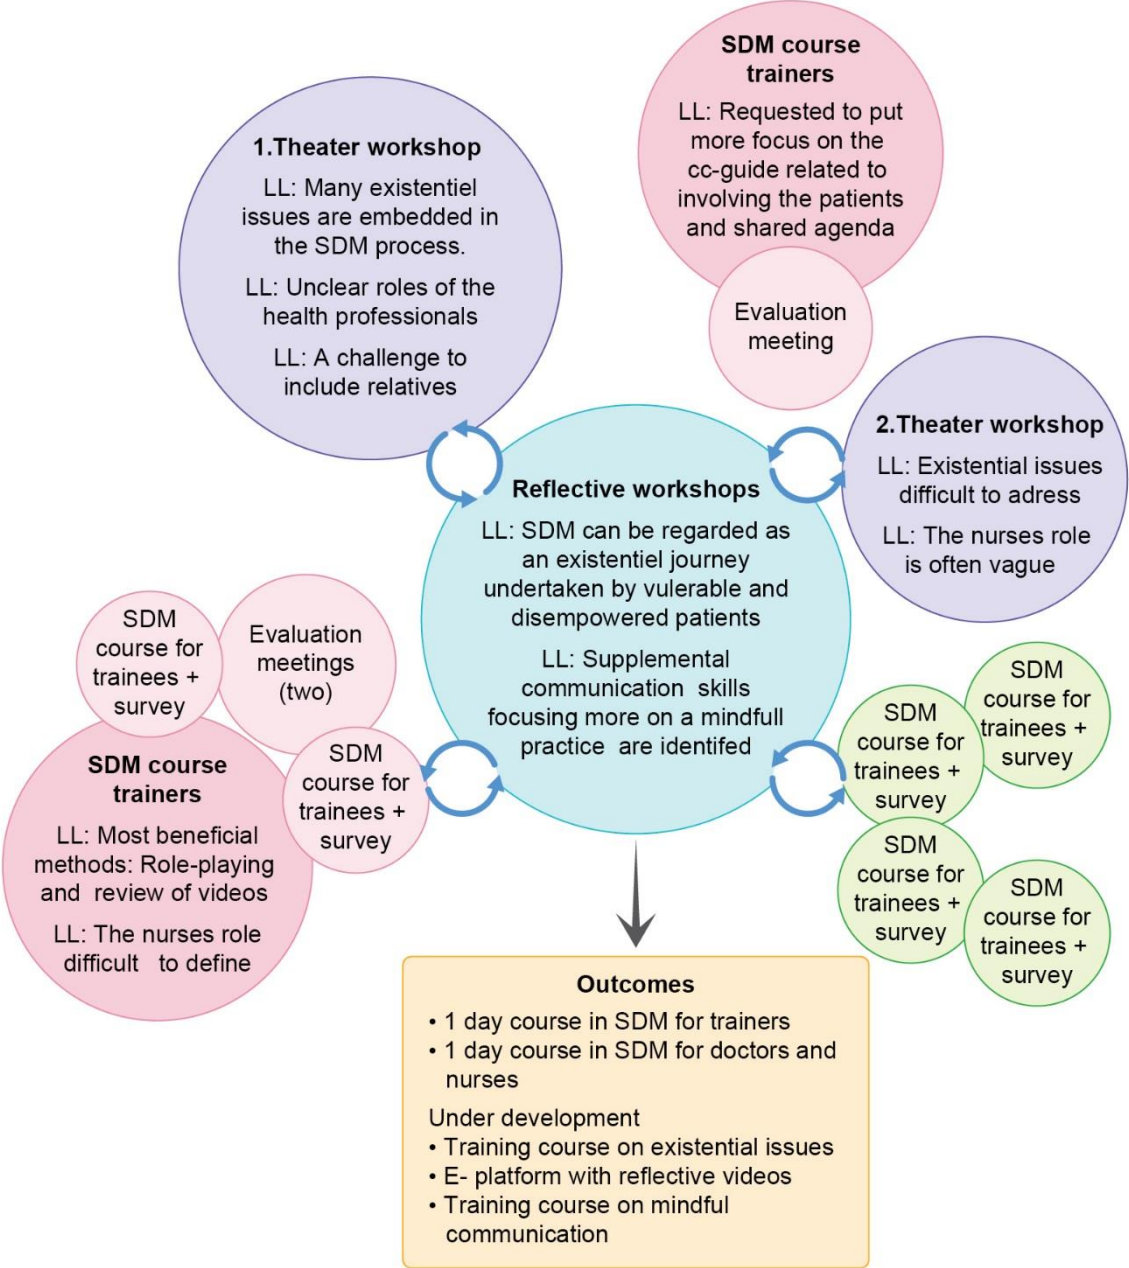 SDM course
trainers
LL: Requested to put
more focus on the
cc-guide related to
involving the patients
and shared agenda
Evaluation
meeting
1.Theater workshop
LL: Many existentiel
issues are embedded in
the SDM process.
LL: Unclear roles of the
health professionals
LL: A challenge to
include relatives
2.Theater workshop
LL: Existential issues
difficult to adress
LL: The nurses role
is often vague
Reflective workshops
LL: SDM can be regarded as
an existentiel journey
undertaken by vulerable and
disempowered patients
LL: Supplemental
communication skills
focusing more on a mindfull
practice are identifed
SDM
course for
trainees +
survey
Evaluation
meetings
(two)
SDM
course for
trainees +
survey
SDM course
trainers
LL: Most beneficial
methods: Role-playing
and review of videos
LL: The nurses role
difficult to define
SDM
course for
trainees +
survey
SDM
course for
trainees +
survey
SDM
course for
trainees +
survey
SDM
course for
trainees +
survey
Outcomes
• 1 day course in SDM for trainers
• 1 day course in SDM for doctors and
nurses
Under development
• Training course on existential issues
• E- platform with reflective videos
• Training course on mindful
communication